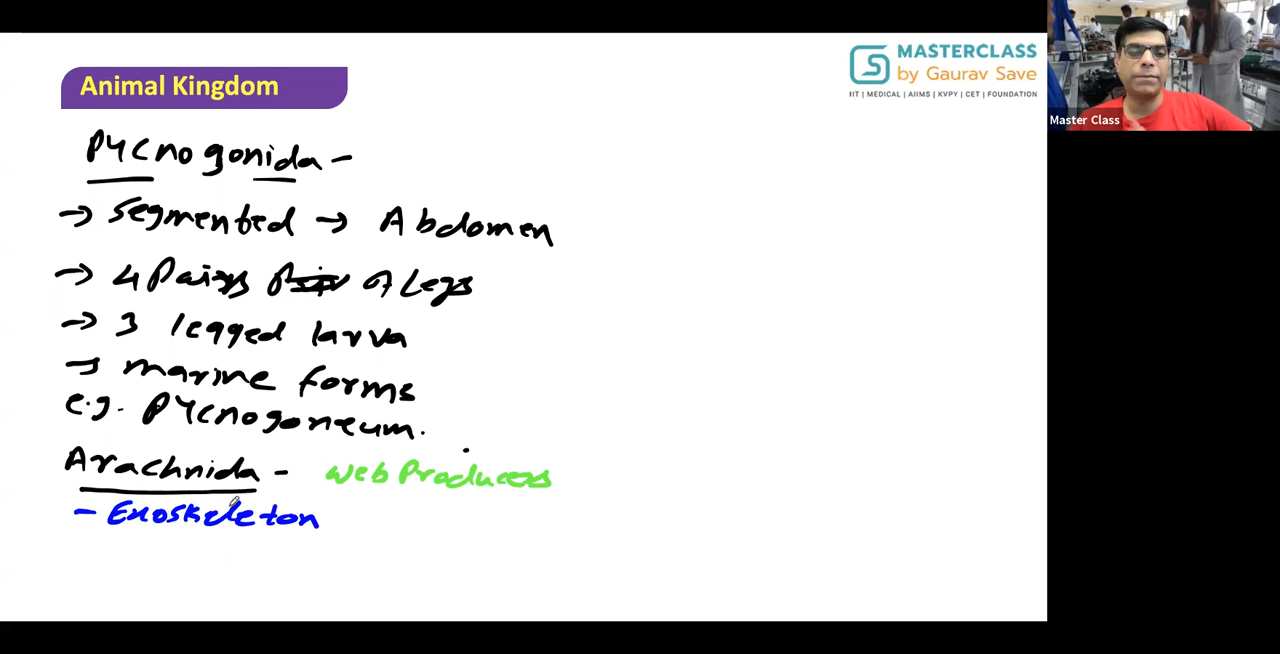 Animal Kingdom
MASTERCLASS
by Gaurav Save
IIT | MEDICAL | AIIMS | KVPY | CET | FOUNDATION
Master Class
PYCnogonida -
→ Segmented → Abdomen
→ 4 Pairs of Legs
→ 3 legged larva
→ marine forms
e.g. PYCnogoneum.
Arachnida - web Producers
- Exoskeleton